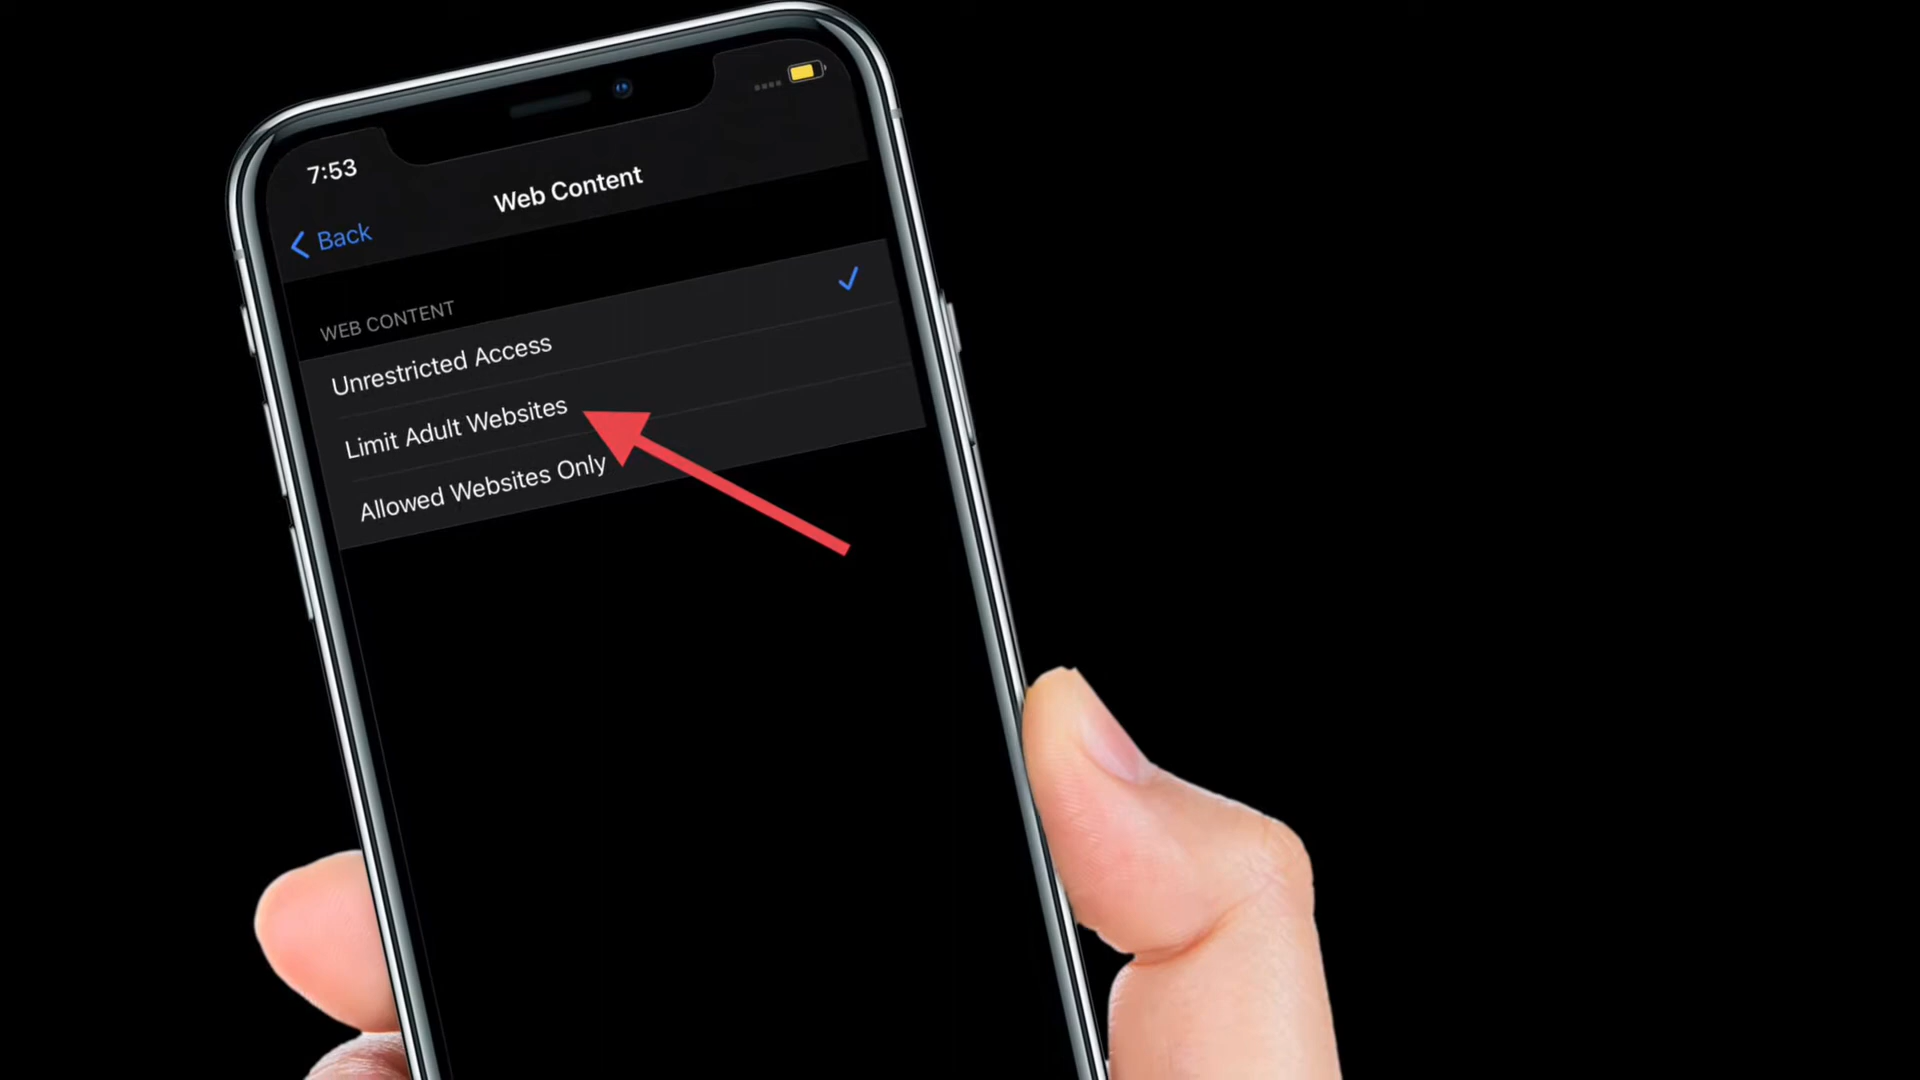 7:53
Web Content
Back
WEB CONTENT
Unrestricted Access
Limit Adult Websites
Allowed Websites Only